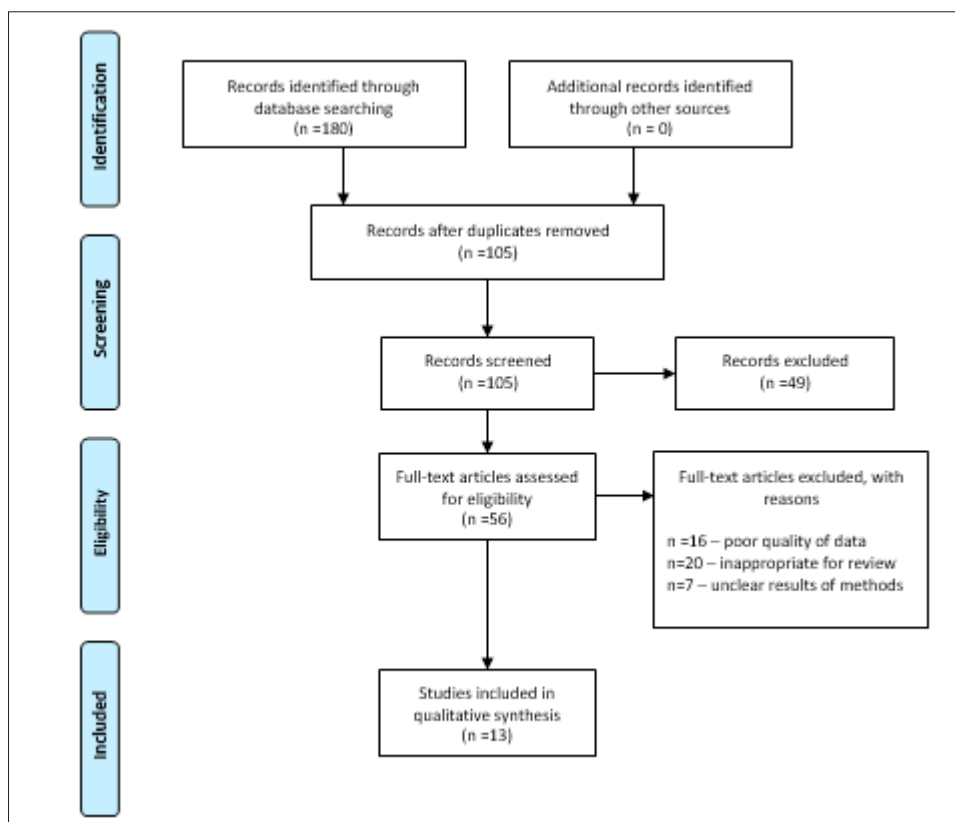 Identification
Records identified through
database searching
(n =180)
Additional records identified
through other sources
(n = 0)
Records after duplicates removed
(n =105)
Screening
Records screened
(n =105)
Records excluded
(n =49)
Eligibility
Full-text articles assessed
for eligibility
(n =56)
Full-text articles excluded, with
reasons
n =16 – poor quality of data
n=20 – inappropriate for review
n=7 – unclear results of methods
Included
Studies included in
qualitative synthesis
(n =13)